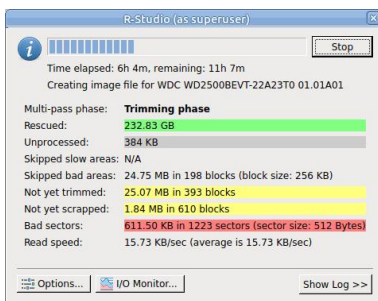 R-Studio (as superuser)
Stop
Time elapsed: 6h 4m, remaining: 11h 7m
Creating image file for WDC WD2500BEVT-22A23T0 01.01A01
Multi-pass phase: Trimming phase
Rescued: 232.83 GB
Unprocessed: 384 KB
Skipped slow areas: N/A
Skipped bad areas: 24.75 MB in 198 blocks (block size: 256 KB)
Not yet trimmed: 25.07 MB in 393 blocks
Not yet scrapped: 1.84 MB in 610 blocks
Bad sectors: 611.50 KB in 1223 sectors (sector size: 512 Bytes)
Read speed: 15.73 KB/sec (average is 15.73 KB/sec)
Options... I/O Monitor... Show Log >>